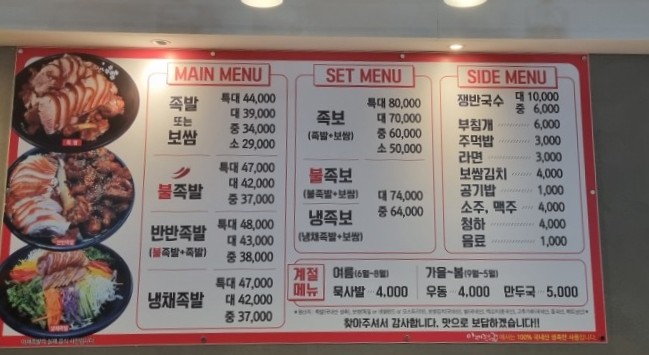 MAIN MENU
족발
또는
보쌈
특대 44,000
대 39,000
중 34,000
소 29,000
불족발
특대 47,000
대 42,000
중 37,000
반반족발
(불족발+족발)
특대 48,000
대 43,000
중 38,000
냉채족발
특대 47,000
대 42,000
중 37,000
SET MENU
족보
(족발+보쌈)
특대 80,000
대 70,000
중 60,000
소 50,000
불족보
(불족발+보쌈)
냉족보
(냉채족발+보쌈)
대 74,000
중 64,000
SIDE MENU
쟁반국수 대 10,000
중 6,000
부침개 6,000
주먹밥 3,000
라면 3,000
보쌈김치 4,000
공기밥 1,000
소주, 맥주 4,000
청하 4,000
음료 1,000
계절
메뉴
여름(6월~8월)
묵사발 4,000
가을~봄(9월~5월)
우동 4,000 만두국 5,000
찾아주셔서 감사합니다. 맛으로 보답하겠습니다!!